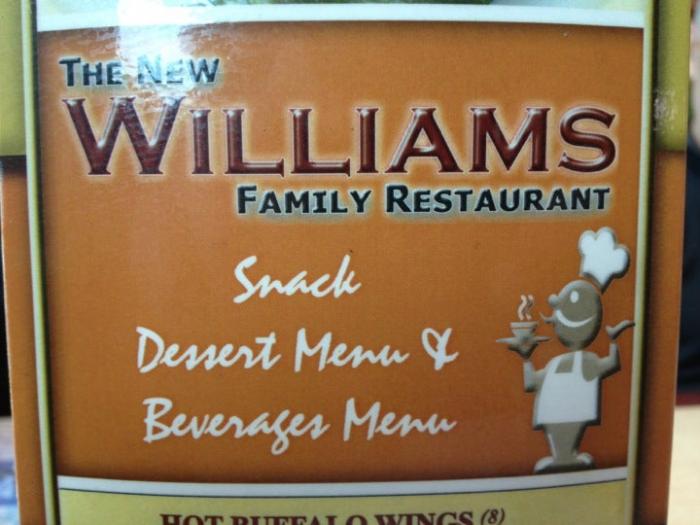 The New
Williams
Family Restaurant
Snack
Dessert Menu &
Beverages Menu
HOT BUFFALO WINGS (8)